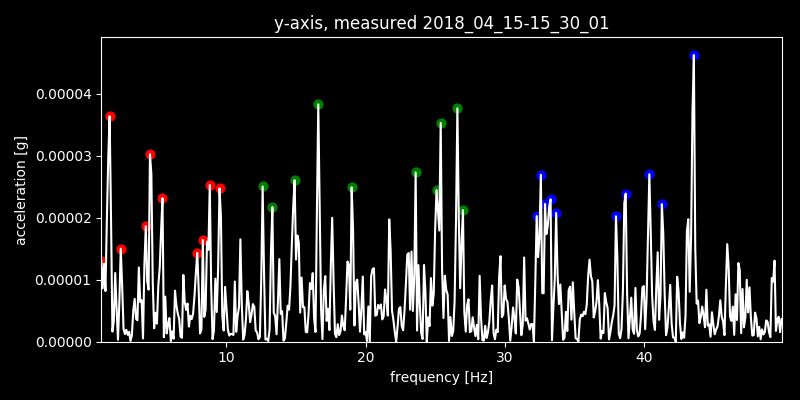 y-axis, measured 2018_04_15-15_30_01
0.00004
0.00003
0.00002
0.00001
0.00000
acceleration [g]
10 20 30 40
frequency [Hz]